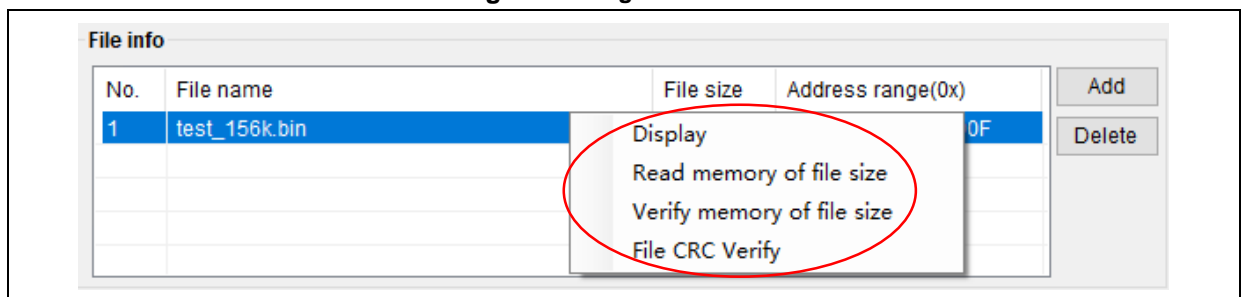 File info
No. File name File size Address range(0x) Add
1 test_156k.bin 0F Delete
Display
Read memory of file size
Verify memory of file size
File CRC Verify